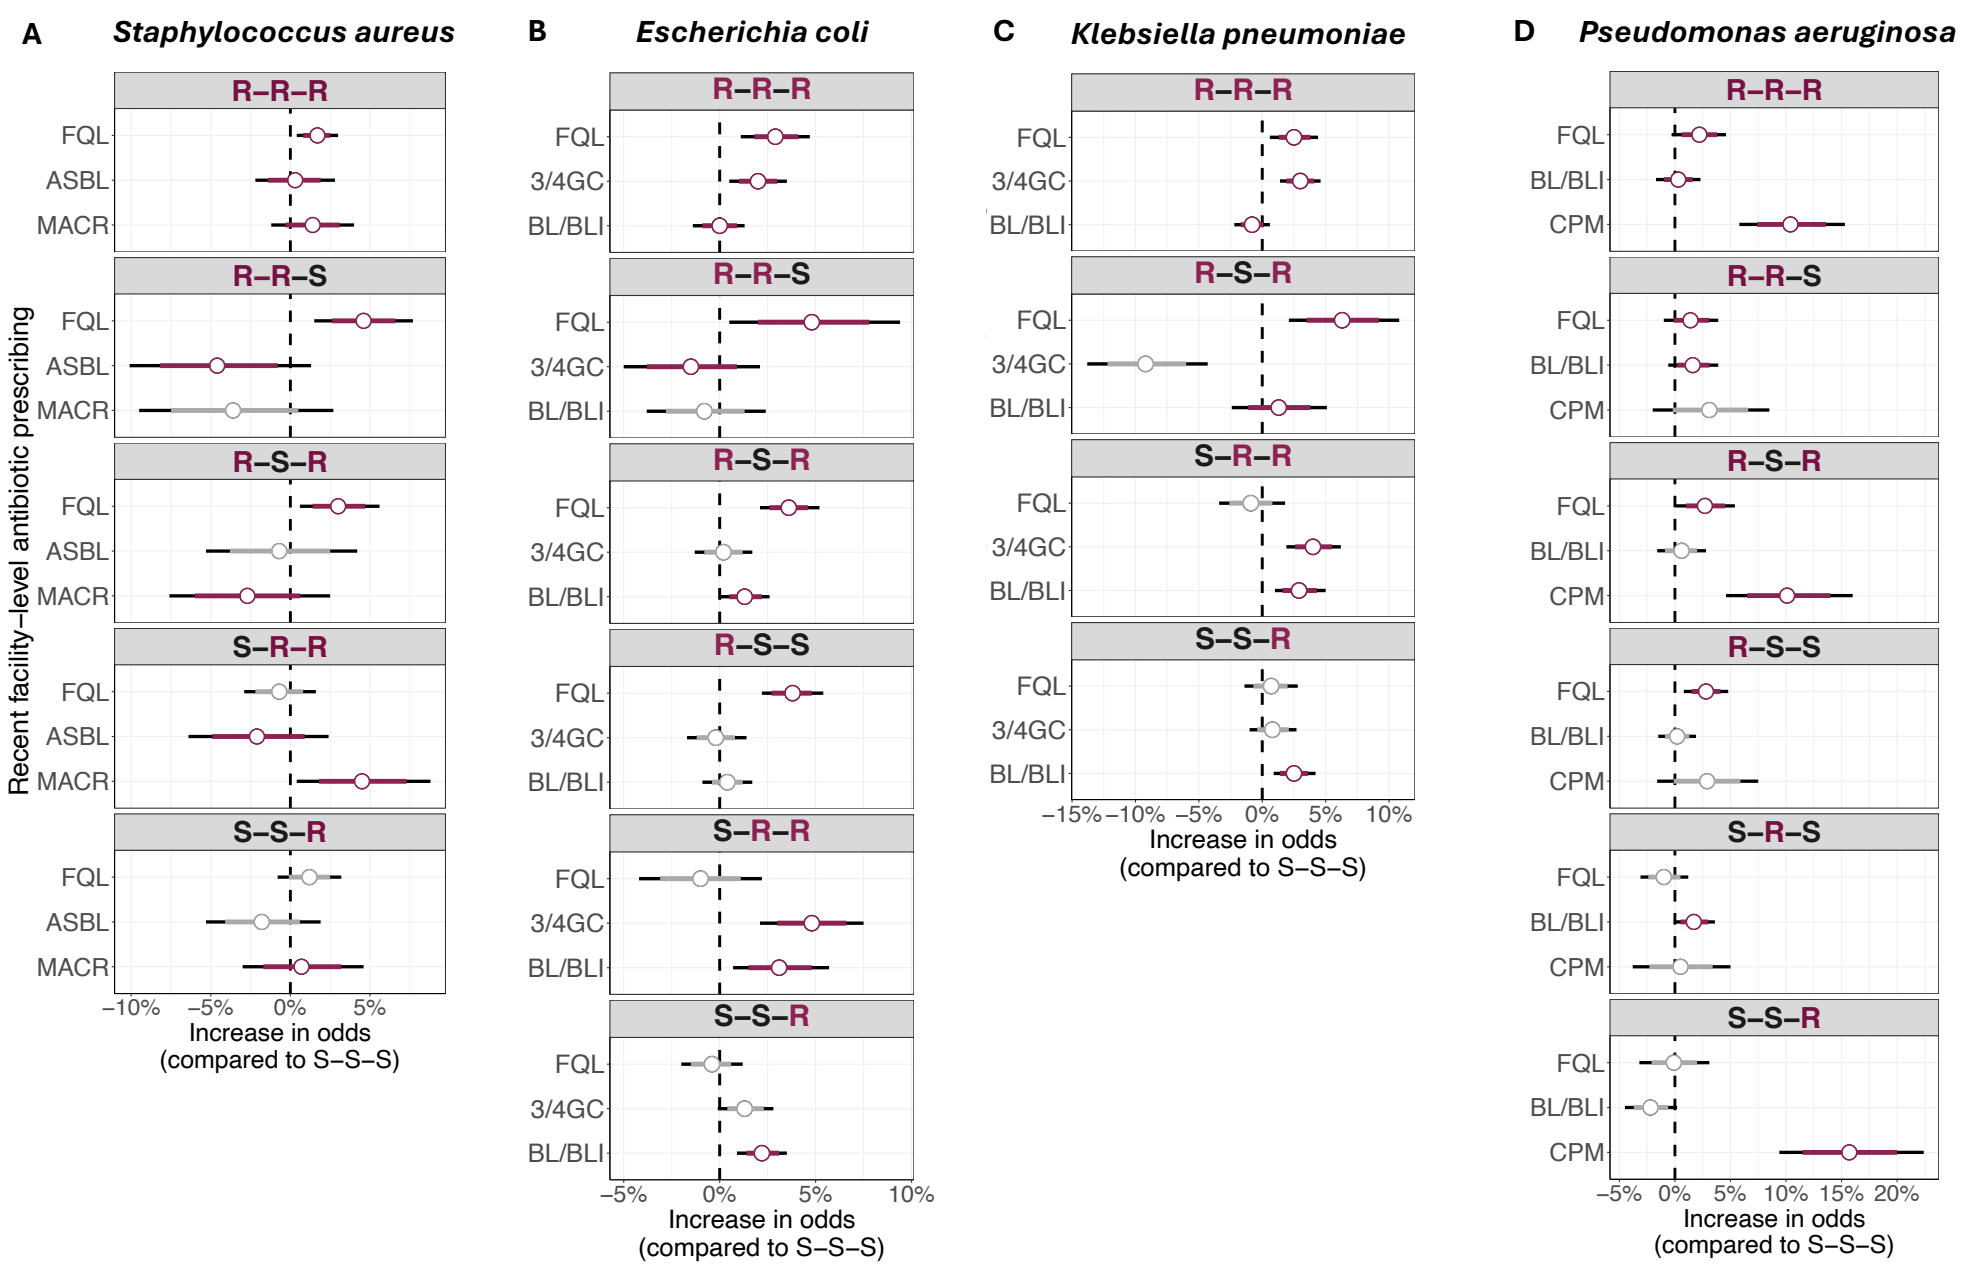 A
Staphylococcus aureus
Recent facility–level antibiotic prescribing
R–R–R
FQL
ASBL
MACR
R–R–S
FQL
ASBL
MACR
R–S–R
FQL
ASBL
MACR
S–R–R
FQL
ASBL
MACR
S–S–R
FQL
ASBL
MACR
−10% −5% 0% 5%
Increase in odds
(compared to S−S−S)
B
Escherichia coli
R–R–R
FQL
3/4GC
BL/BLI
R–R–S
FQL
3/4GC
BL/BLI
R–S–R
FQL
3/4GC
BL/BLI
R–S–S
FQL
3/4GC
BL/BLI
S–R–R
FQL
3/4GC
BL/BLI
S–S–R
FQL
3/4GC
BL/BLI
−5% 0% 5% 10%
Increase in odds
(compared to S−S−S)
C
Klebsiella pneumoniae
R–R–R
FQL
3/4GC
BL/BLI
R–S–R
FQL
3/4GC
BL/BLI
S–R–R
FQL
3/4GC
BL/BLI
S–S–R
FQL
3/4GC
BL/BLI
−15% −10% −5% 0% 5% 10%
Increase in odds
(compared to S−S−S)
D
Pseudomonas aeruginosa
R–R–R
FQL
BL/BLI
CPM
R–R–S
FQL
BL/BLI
CPM
R–S–R
FQL
BL/BLI
CPM
R–S–S
FQL
BL/BLI
CPM
S–R–S
FQL
BL/BLI
CPM
S–S–R
FQL
BL/BLI
CPM
−5% 0% 5% 10% 15% 20%
Increase in odds
(compared to S−S−S)